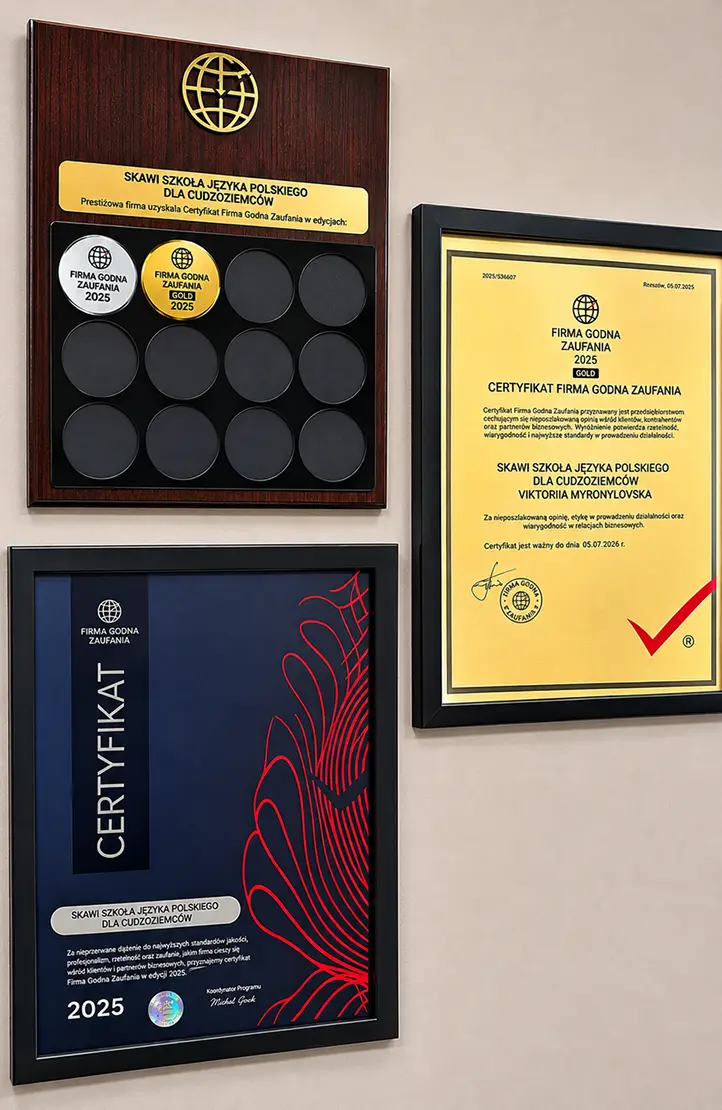 SKAWI SZKOŁA JĘZYKA POLSKIEGO
DLA CUDZOZIEMCÓW
Prestiżowa firma uzyskała Certyfikat Firma Godna Zaufania w edycjach:
FIRMA GODNA
ZAUFANIA
2025
FIRMA GODNA
ZAUFANIA
GOLD
2025
2025/536607
Rzeszów, 05.07.2025
FIRMA GODNA
ZAUFANIA
2025
GOLD
CERTYFIKAT FIRMA GODNA ZAUFANIA
Certyfikat Firma Godna Zaufania przyznawany jest przedsiębiorstwom
cechującym się nieposzlakowaną opinią wśród klientów, kontrahentów
oraz partnerów biznesowych. Wyróżnienie potwierdza rzetelność,
wiarygodność i najwyższe standardy w prowadzeniu działalności.
SKAWI SZKOŁA JĘZYKA POLSKIEGO
DLA CUDZOZIEMCÓW
VIKTORIIA MYRONYLOVSKA
Za nieposzlakowaną opinię, etykę w prowadzeniu działalności oraz
wiarygodność w relacjach biznesowych.
Certyfikat jest ważny do dnia 05.07.2026 r.
FIRMA GODNA
ZAUFANIA
®
FIRMA GODNA
ZAUFANIA
CERTYFIKAT
SKAWI SZKOŁA JĘZYKA POLSKIEGO
DLA CUDZOZIEMCÓW
Za nieprzerwane dążenie do najwyższych standardów jakości,
profesjonalizm, rzetelność oraz zaufanie, jakim firma cieszy się
wśród klientów i partnerów biznesowych, przyznajemy certyfikat
Firma Godna Zaufania w edycji 2025.
2025
Koordynator Programu